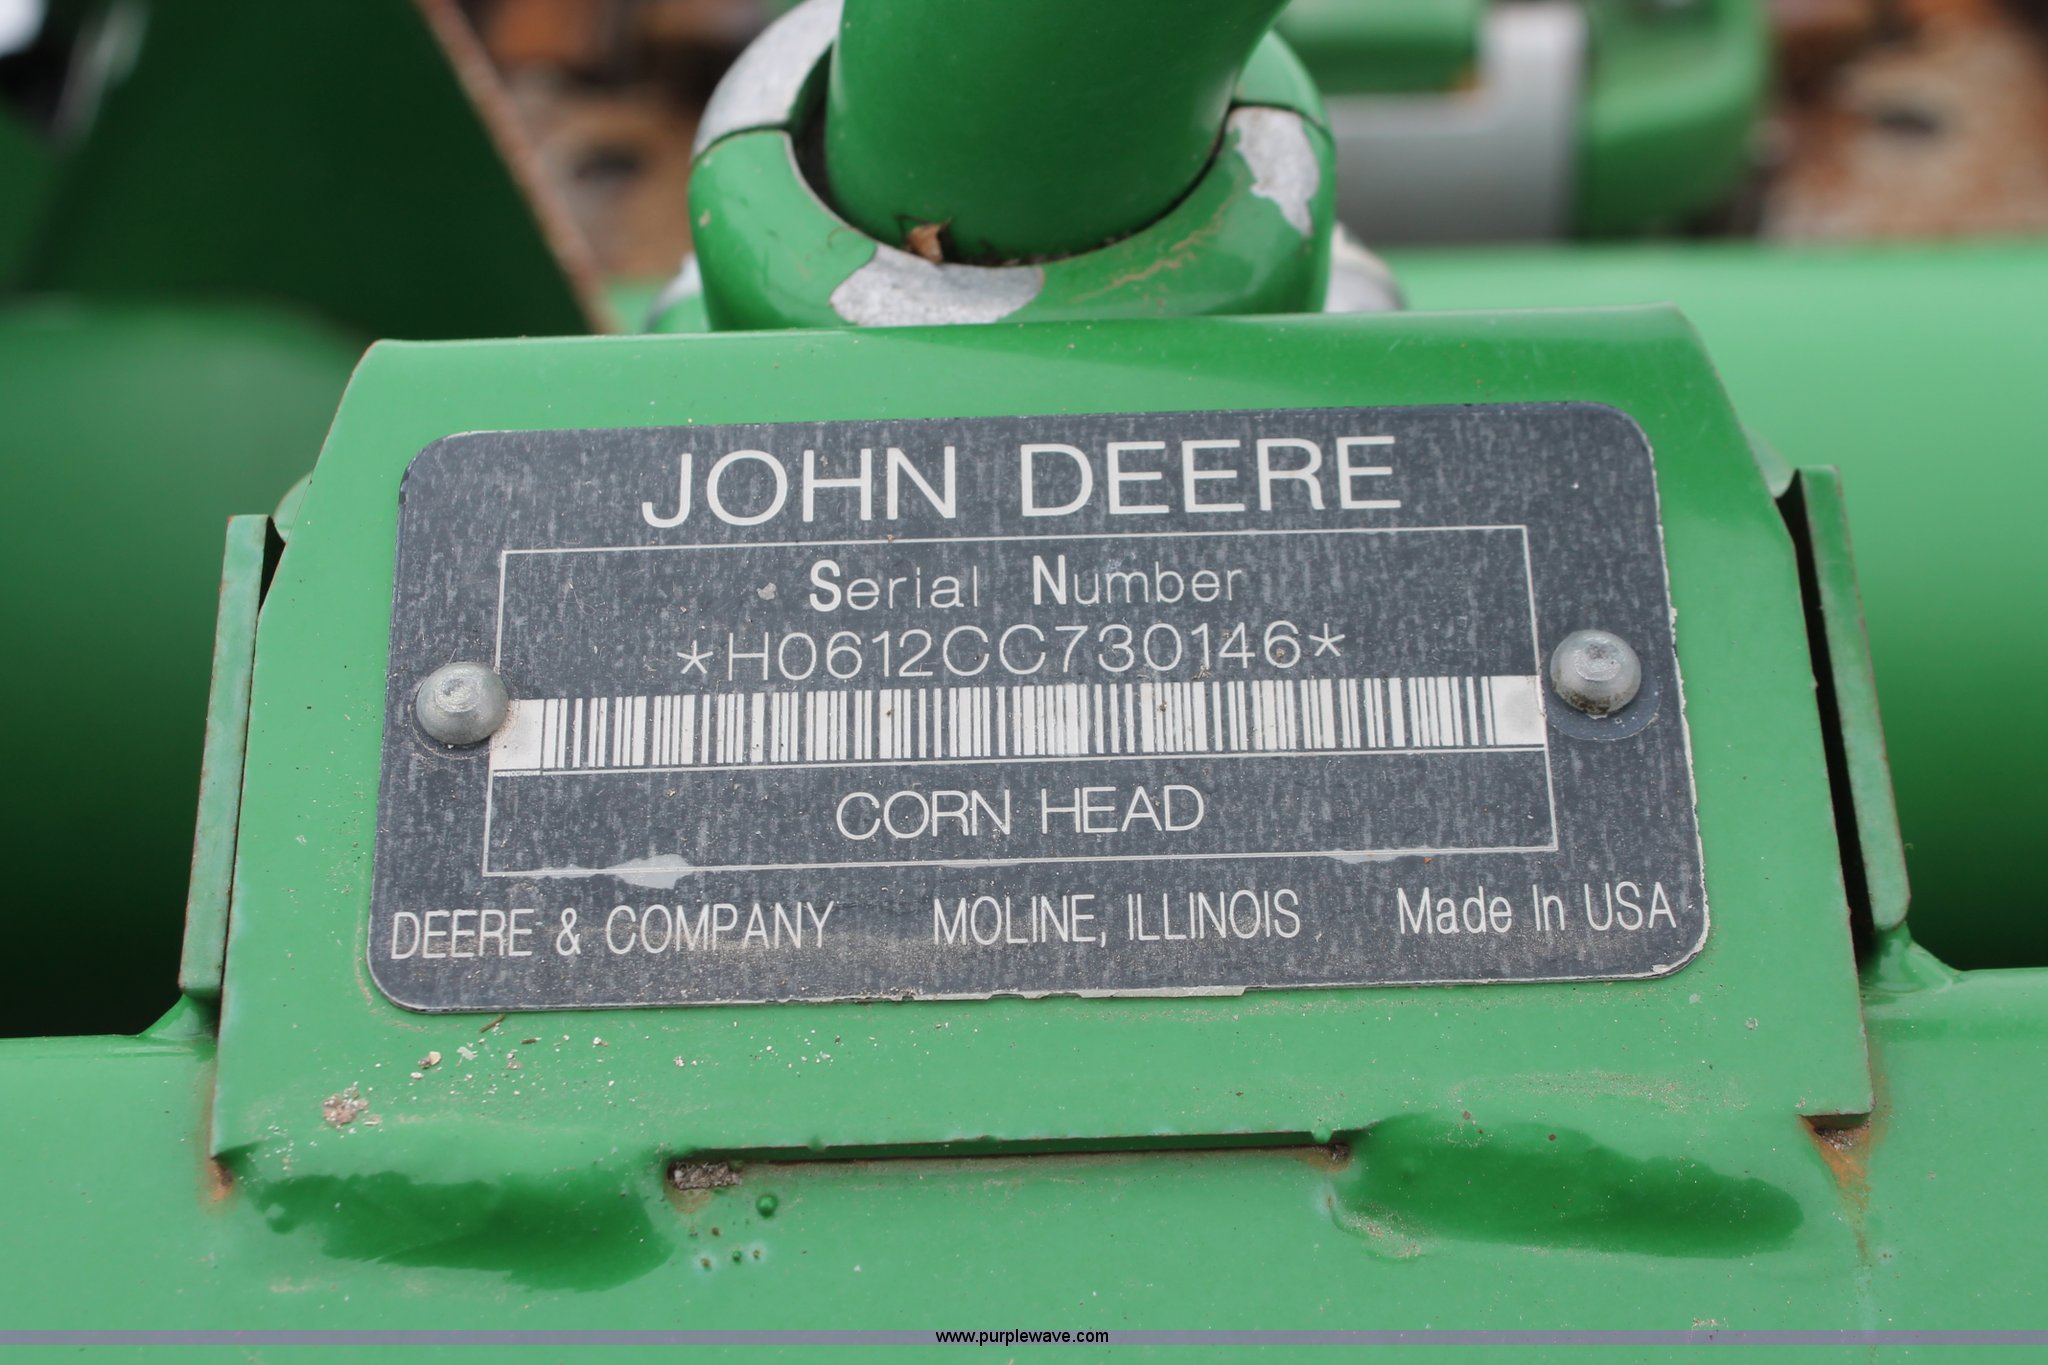 JOHN DEERE
Serial Number
*H0612CC730146*
CORN HEAD
DEERE & COMPANY MOLINE, ILLINOIS Made In USA
www.purplewave.com